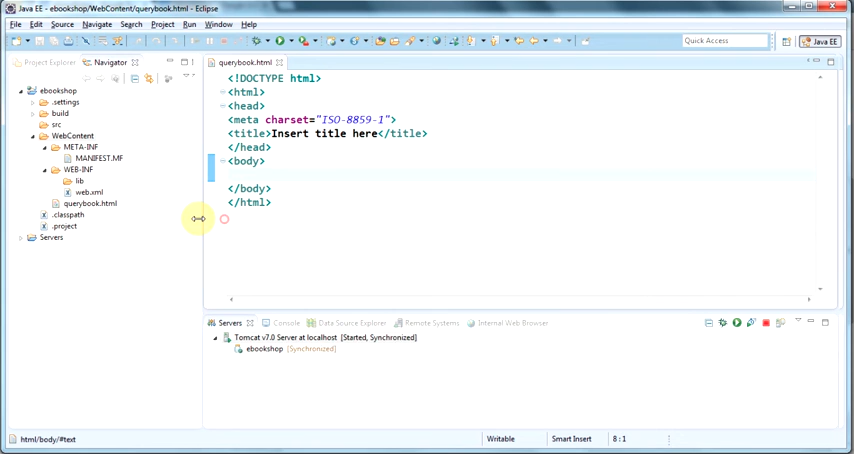 Java EE - ebookshop/WebContent/querybook.html - Eclipse
File Edit Source Navigate Search Project Run Window Help
Quick Access
Java EE
Project Explorer
Navigator
querybook.html
ebookshop
.settings
build
src
WebContent
META-INF
MANIFEST.MF
WEB-INF
lib
web.xml
querybook.html
.classpath
.project
Servers
<!DOCTYPE html>
<html>
<head>
<meta charset="ISO-8859-1">
<title>Insert title here</title>
</head>
<body>
</body>
</html>
Servers
Console
Data Source Explorer
Remote Systems
Internal Web Browser
Tomcat v7.0 Server at localhost [Started, Synchronized]
ebookshop [Synchronized]
html/body/#text
Writable
Smart Insert
8 : 1